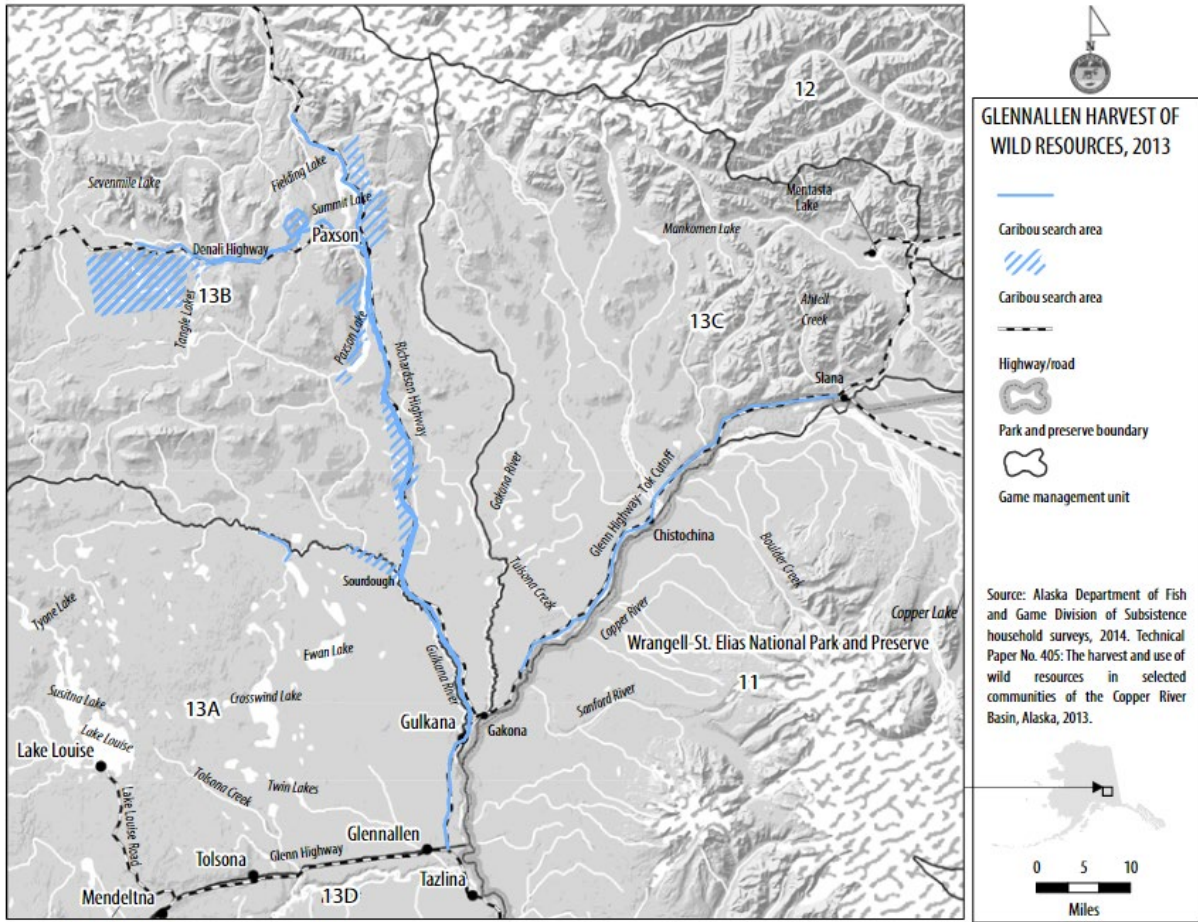 12
Sevenmile Lake
Fielding Lake
Summit Lake
Mentasta
Lake
Mankomen Lake
Denali Highway
Paxson
13B
Tangle Lakes
Paxson Lake
Richardson Highway
13C
Ahtell
Creek
Slana
Gakona River
Glenn Highway- Tok Cutoff
Chistochina
Boulder Creek
Sourdough
Tulsona Creek
Copper River
Copper Lake
Tyone Lake
Ewan Lake
Wrangell-St. Elias National Park and Preserve
11
Susitna Lake
Crosswind Lake
Gulkana River
Sanford River
13A
Gulkana
Gakona
Lake Louise
Lake Louise
Tolsona Creek
Twin Lakes
Lake Louise Road
Glennallen
Glenn Highway
Tolsona
Mendeltna
13D
Tazlina
N
GLENNALLEN HARVEST OF
WILD RESOURCES, 2013
Caribou search area
Caribou search area
Highway/road
Park and preserve boundary
Game management unit
Source: Alaska Department of Fish
and Game Division of Subsistence
household surveys, 2014. Technical
Paper No. 405: The harvest and use of
wild resources in selected
communities of the Copper River
Basin, Alaska, 2013.
0 5 10
Miles